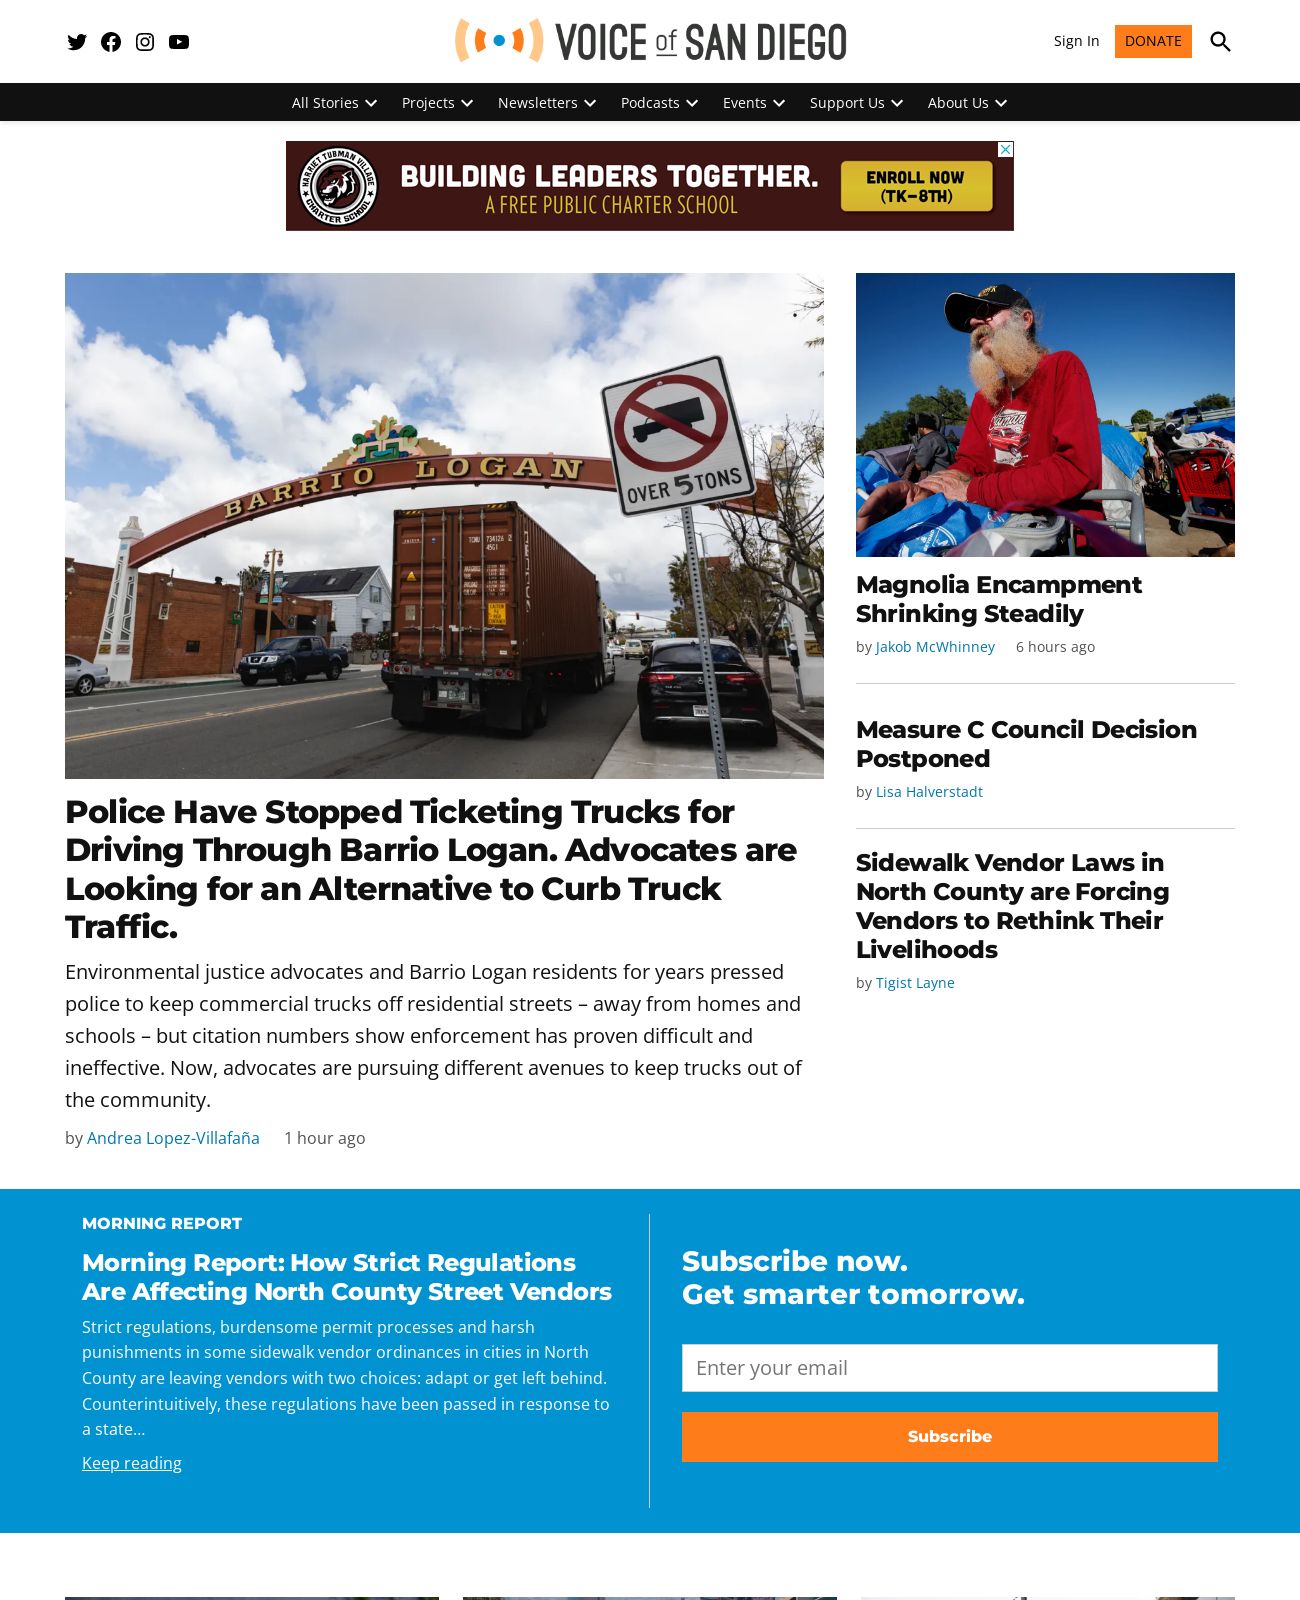 VOICE of SAN DIEGO
Sign In
DONATE
All Stories
Projects
Newsletters
Podcasts
Events
Support Us
About Us
HARRIET TUBMAN VILLAGE
CHARTER SCHOOL
BUILDING LEADERS TOGETHER.
A FREE PUBLIC CHARTER SCHOOL
ENROLL NOW
(TK–8TH)
BARRIO LOGAN
OVER 5 TONS
Police Have Stopped Ticketing Trucks for
Driving Through Barrio Logan. Advocates are
Looking for an Alternative to Curb Truck
Traffic.
Environmental justice advocates and Barrio Logan residents for years pressed
police to keep commercial trucks off residential streets – away from homes and
schools – but citation numbers show enforcement has proven difficult and
ineffective. Now, advocates are pursuing different avenues to keep trucks out of
the community.
by Andrea Lopez-Villafaña 1 hour ago
Magnolia Encampment
Shrinking Steadily
by Jakob McWhinney 6 hours ago
Measure C Council Decision
Postponed
by Lisa Halverstadt
Sidewalk Vendor Laws in
North County are Forcing
Vendors to Rethink Their
Livelihoods
by Tigist Layne
MORNING REPORT
Morning Report: How Strict Regulations
Are Affecting North County Street Vendors
Strict regulations, burdensome permit processes and harsh
punishments in some sidewalk vendor ordinances in cities in North
County are leaving vendors with two choices: adapt or get left behind.
Counterintuitively, these regulations have been passed in response to
a state…
Keep reading
Subscribe now.
Get smarter tomorrow.
Enter your email
Subscribe